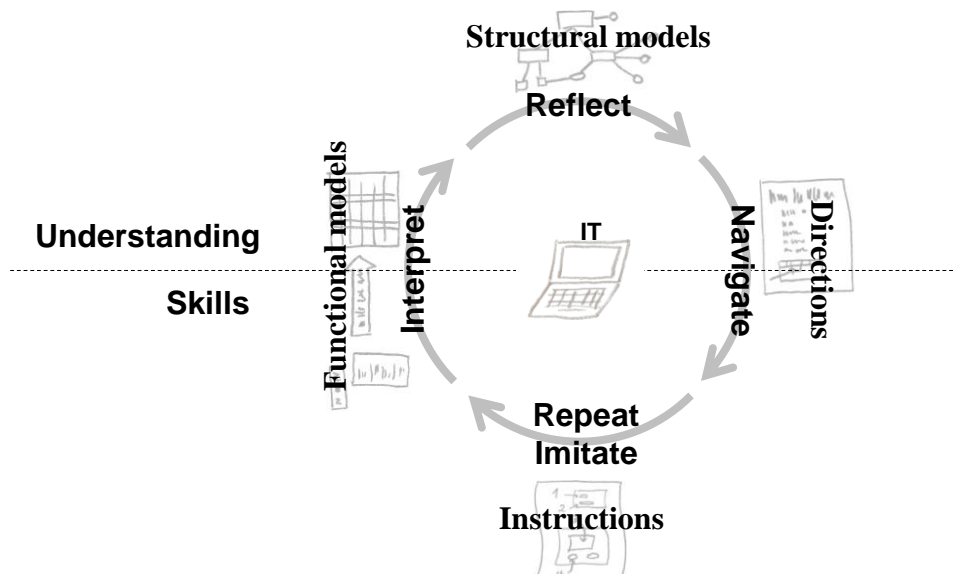 Structural models
Reflect
Functional models
Interpret
Understanding
Skills
IT
Navigate
Directions
Repeat
Imitate
Instructions